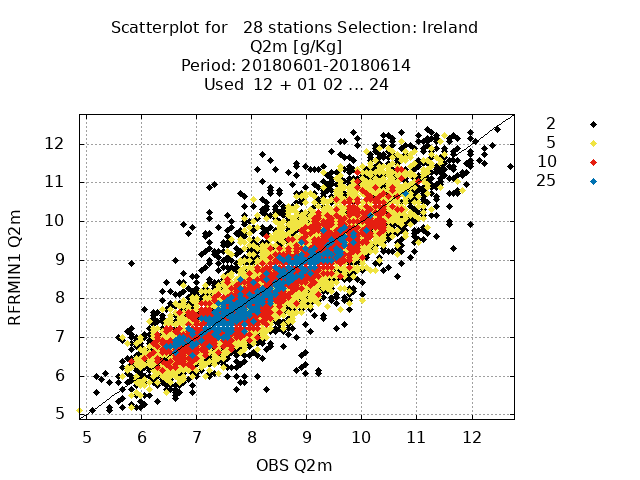 Scatterplot for   28 stations Selection: Ireland
Q2m [g/Kg]
Period: 20180601-20180614
Used  12 + 01 02 ... 24
2
5
10
25
12
11
10
9
8
7
6
5
RFRMIN1 Q2m
5 6 7 8 9 10 11 12
OBS Q2m